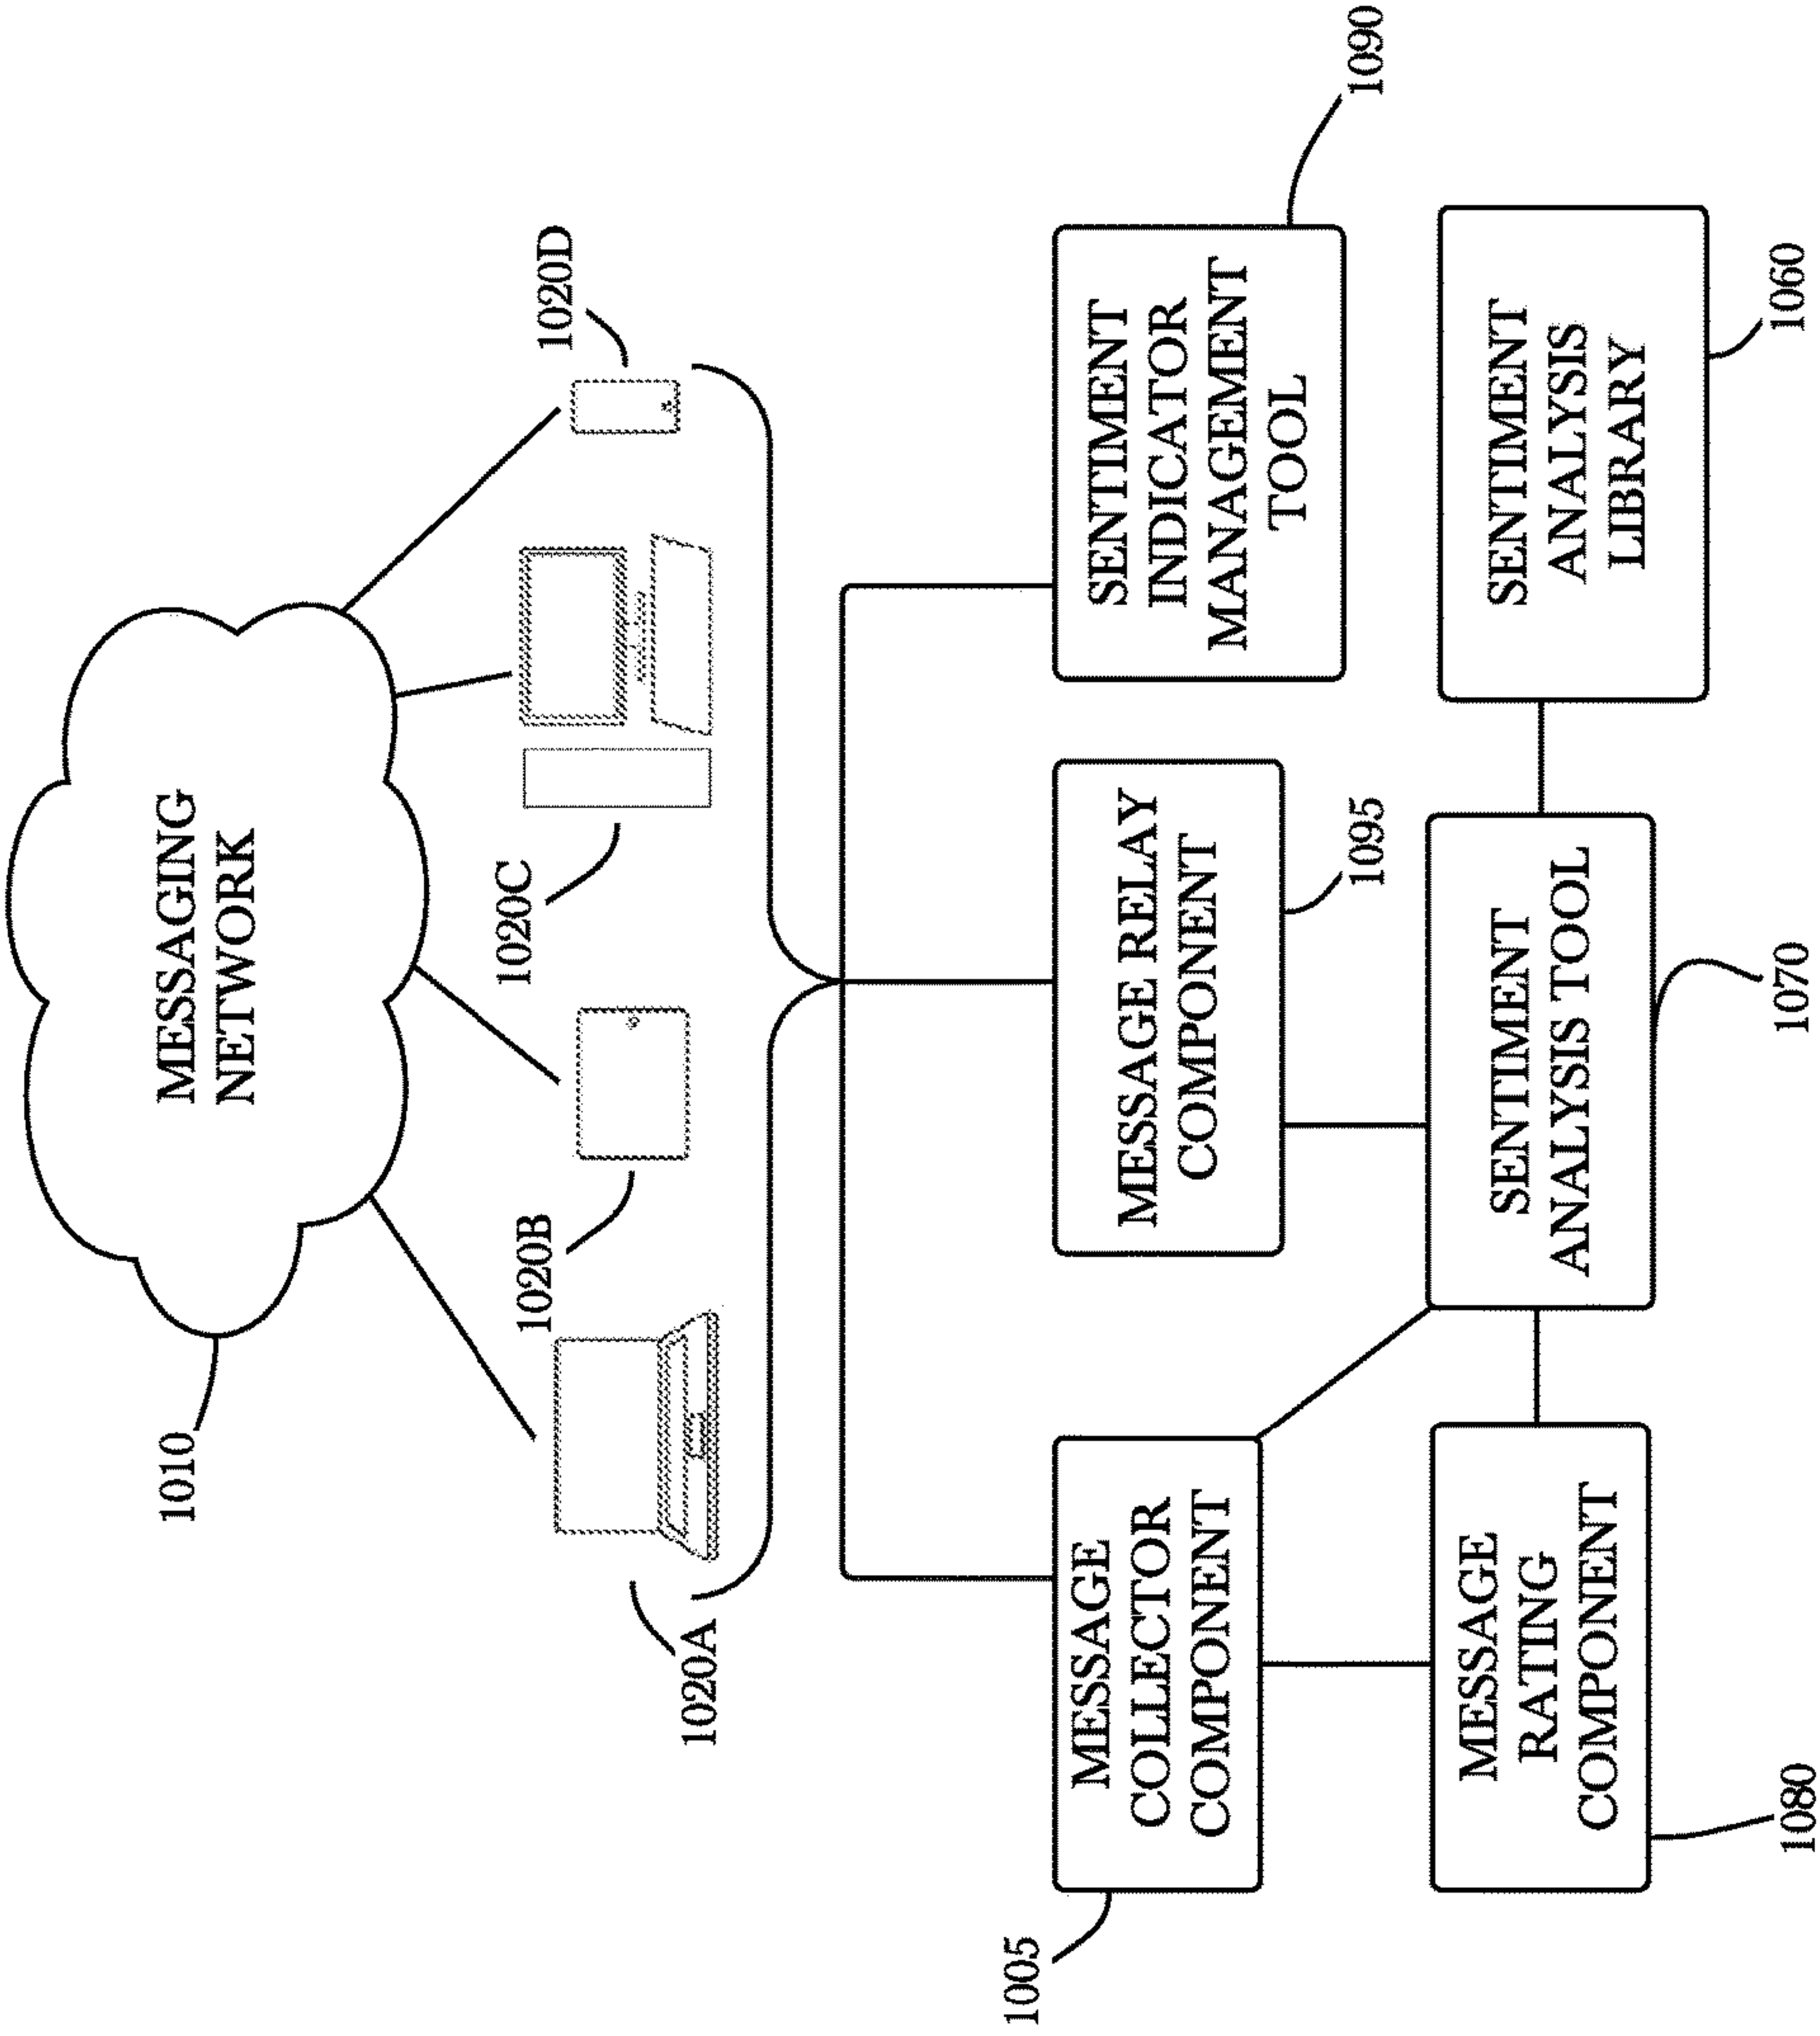 1010
MESSAGING
NETWORK
1020A
1020B
1020C
1020D
1005
MESSAGE
COLLECTOR
COMPONENT
MESSAGE RELAY
COMPONENT
1095
SENTIMENT
INDICATOR
MANAGEMENT
TOOL
1090
MESSAGE
RATING
COMPONENT
1080
SENTIMENT
ANALYSIS TOOL
1070
SENTIMENT
ANALYSIS
LIBRARY
1060